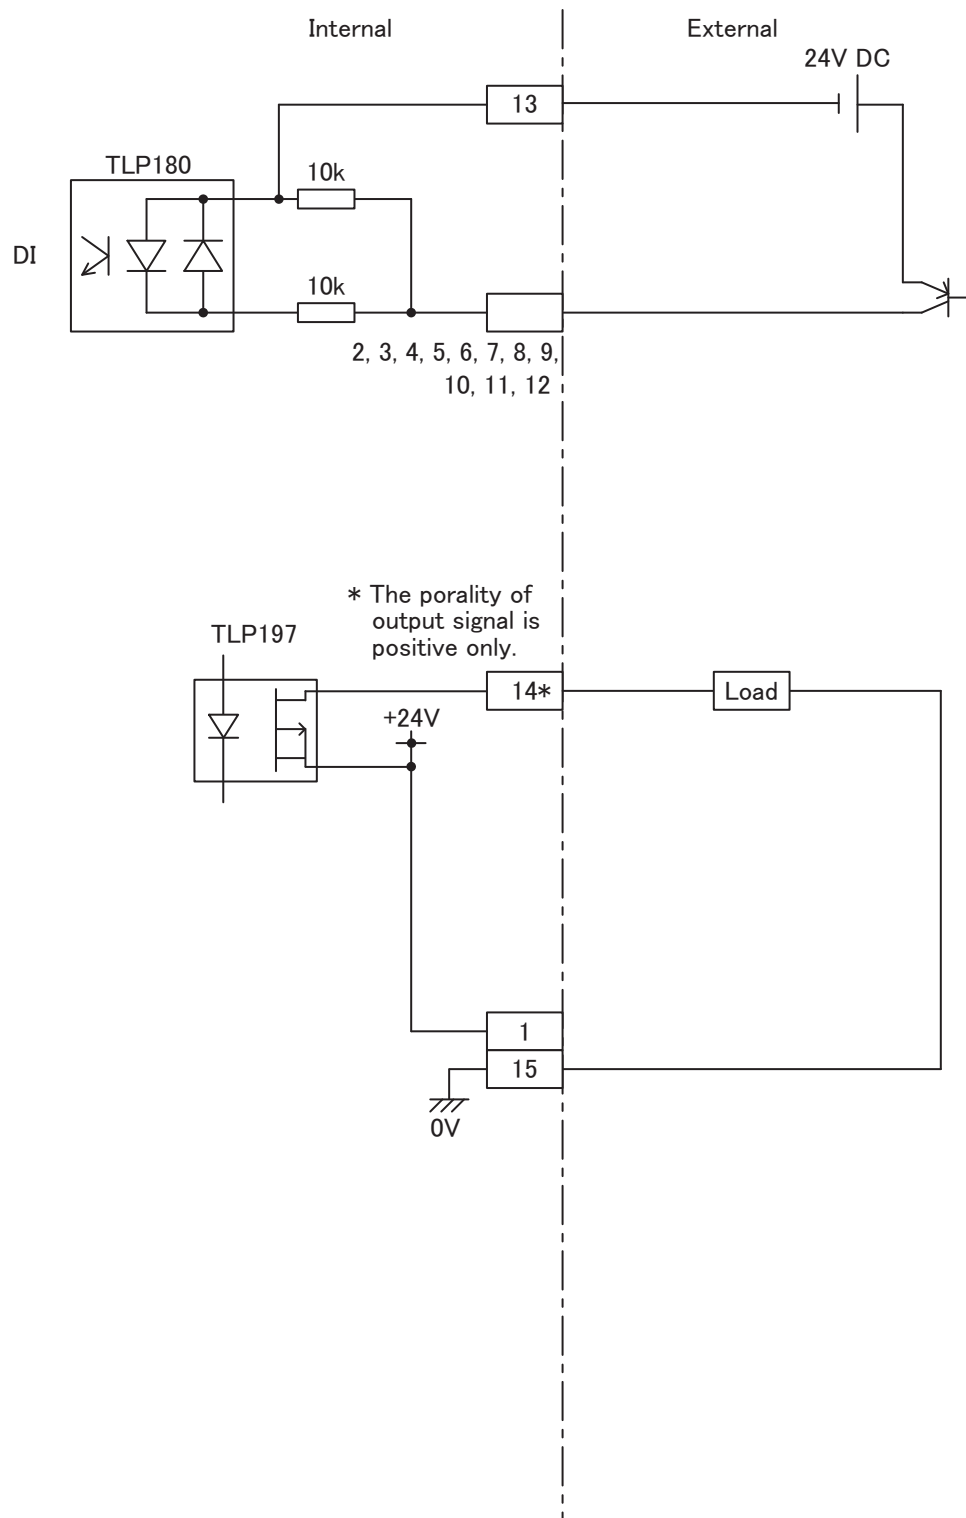 Internal
External
24V DC
13
TLP180
10k
DI
10k
2, 3, 4, 5, 6, 7, 8, 9,
10, 11, 12
* The porality of
output signal is
positive only.
TLP197
14*
Load
+24V
1
15
0V